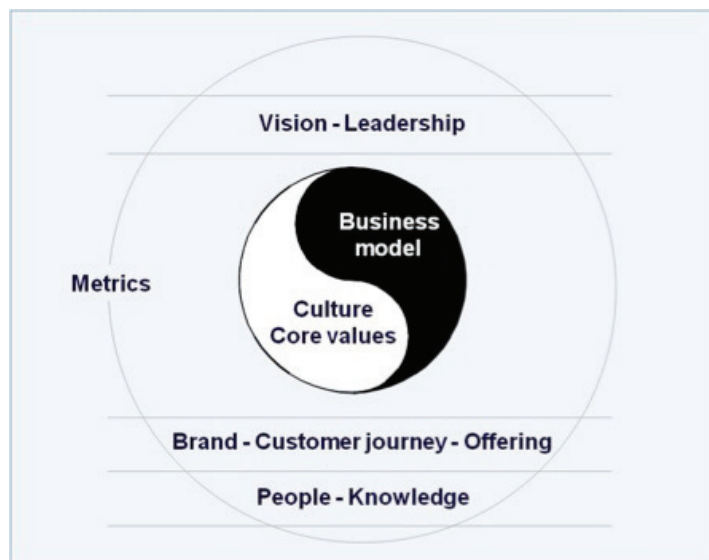 Vision - Leadership
Business
model
Metrics
Culture
Core values
Brand - Customer journey - Offering
People - Knowledge